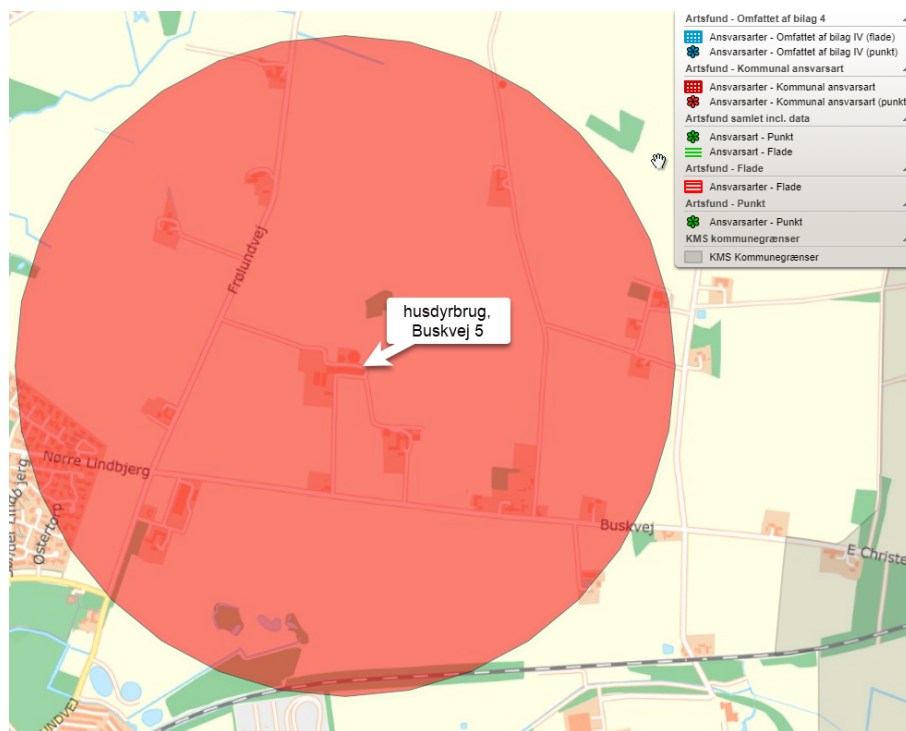 Artsfund - Omfattet af bilag 4
Ansvarsarter - Omfattet af bilag IV (flade)
Ansvarsarter - Omfattet af bilag IV (punkt)
Artsfund - Kommunal ansvarsart
Ansvarsarter - Kommunal ansvarsart
Ansvarsarter - Kommunal ansvarsart (punkt
Artsfund samlet incl. data
Ansvarsart - Punkt
Ansvarsart - Flade
Artsfund - Flade
Ansvarsarter - Flade
Artsfund - Punkt
Ansvarsarter - Punkt
KMS kommunegrænser
KMS Kommunegrænser
Frølundvej
husdyrbrug,
Buskvej 5
Nørre Lindbjerg
Østertorp
Buskvej
E Christe
UNDVEJ